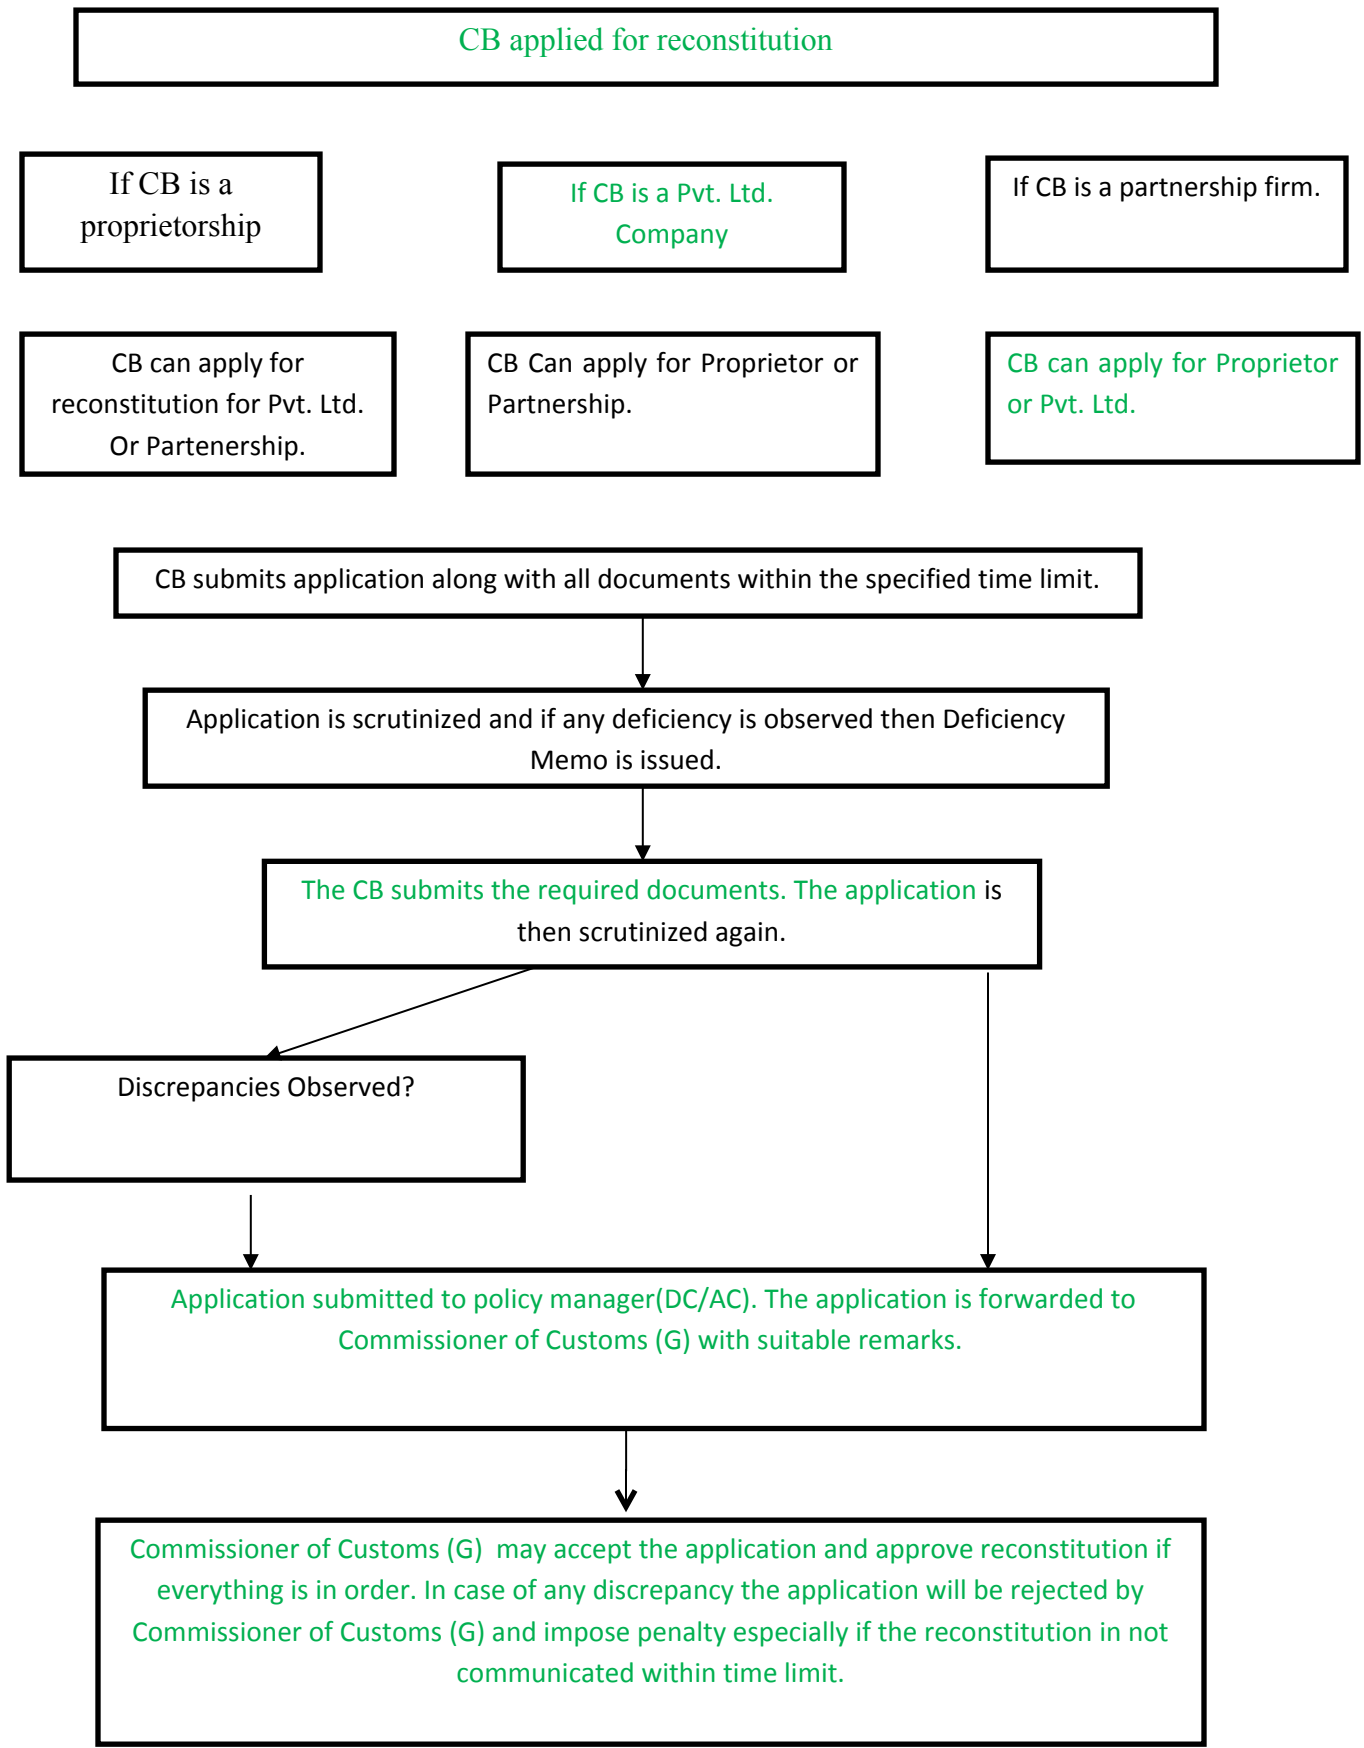 CB applied for reconstitution
If CB is a
proprietorship
If CB is a Pvt. Ltd.
Company
If CB is a partnership firm.
CB can apply for
reconstitution for Pvt. Ltd.
Or Partenership.
CB Can apply for Proprietor or
Partnership.
CB can apply for Proprietor
or Pvt. Ltd.
CB submits application along with all documents within the specified time limit.
Application is scrutinized and if any deficiency is observed then Deficiency
Memo is issued.
The CB submits the required documents. The application is
then scrutinized again.
Discrepancies Observed?
Application submitted to policy manager(DC/AC). The application is forwarded to
Commissioner of Customs (G) with suitable remarks.
Commissioner of Customs (G) may accept the application and approve reconstitution if
everything is in order. In case of any discrepancy the application will be rejected by
Commissioner of Customs (G) and impose penalty especially if the reconstitution in not
communicated within time limit.